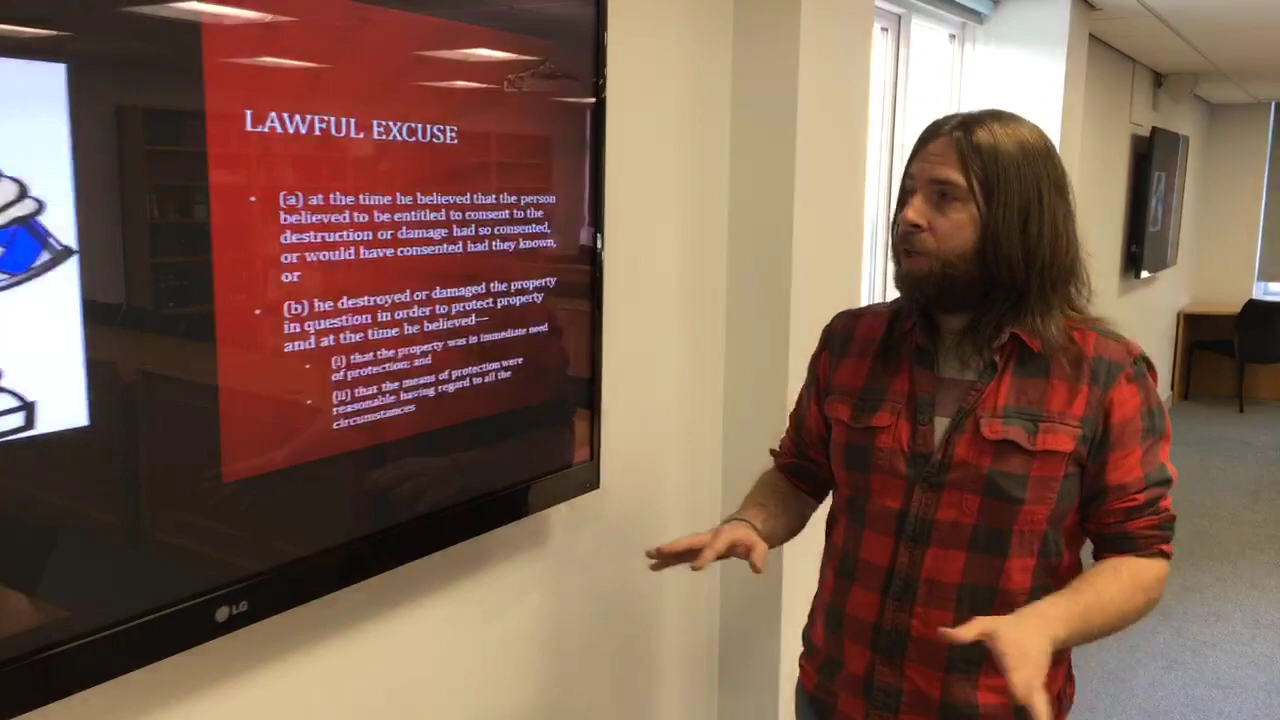 LAWFUL EXCUSE
(a) at the time he believed that the person
believed to be entitled to consent to the
destruction or damage had so consented,
or would have consented had they known,
or
(b) he destroyed or damaged the property
in question in order to protect property
and at the time he believed—
(i) that the property was in immediate need
of protection; and
(ii) that the means of protection were
reasonable having regard to all the
circumstances
LG